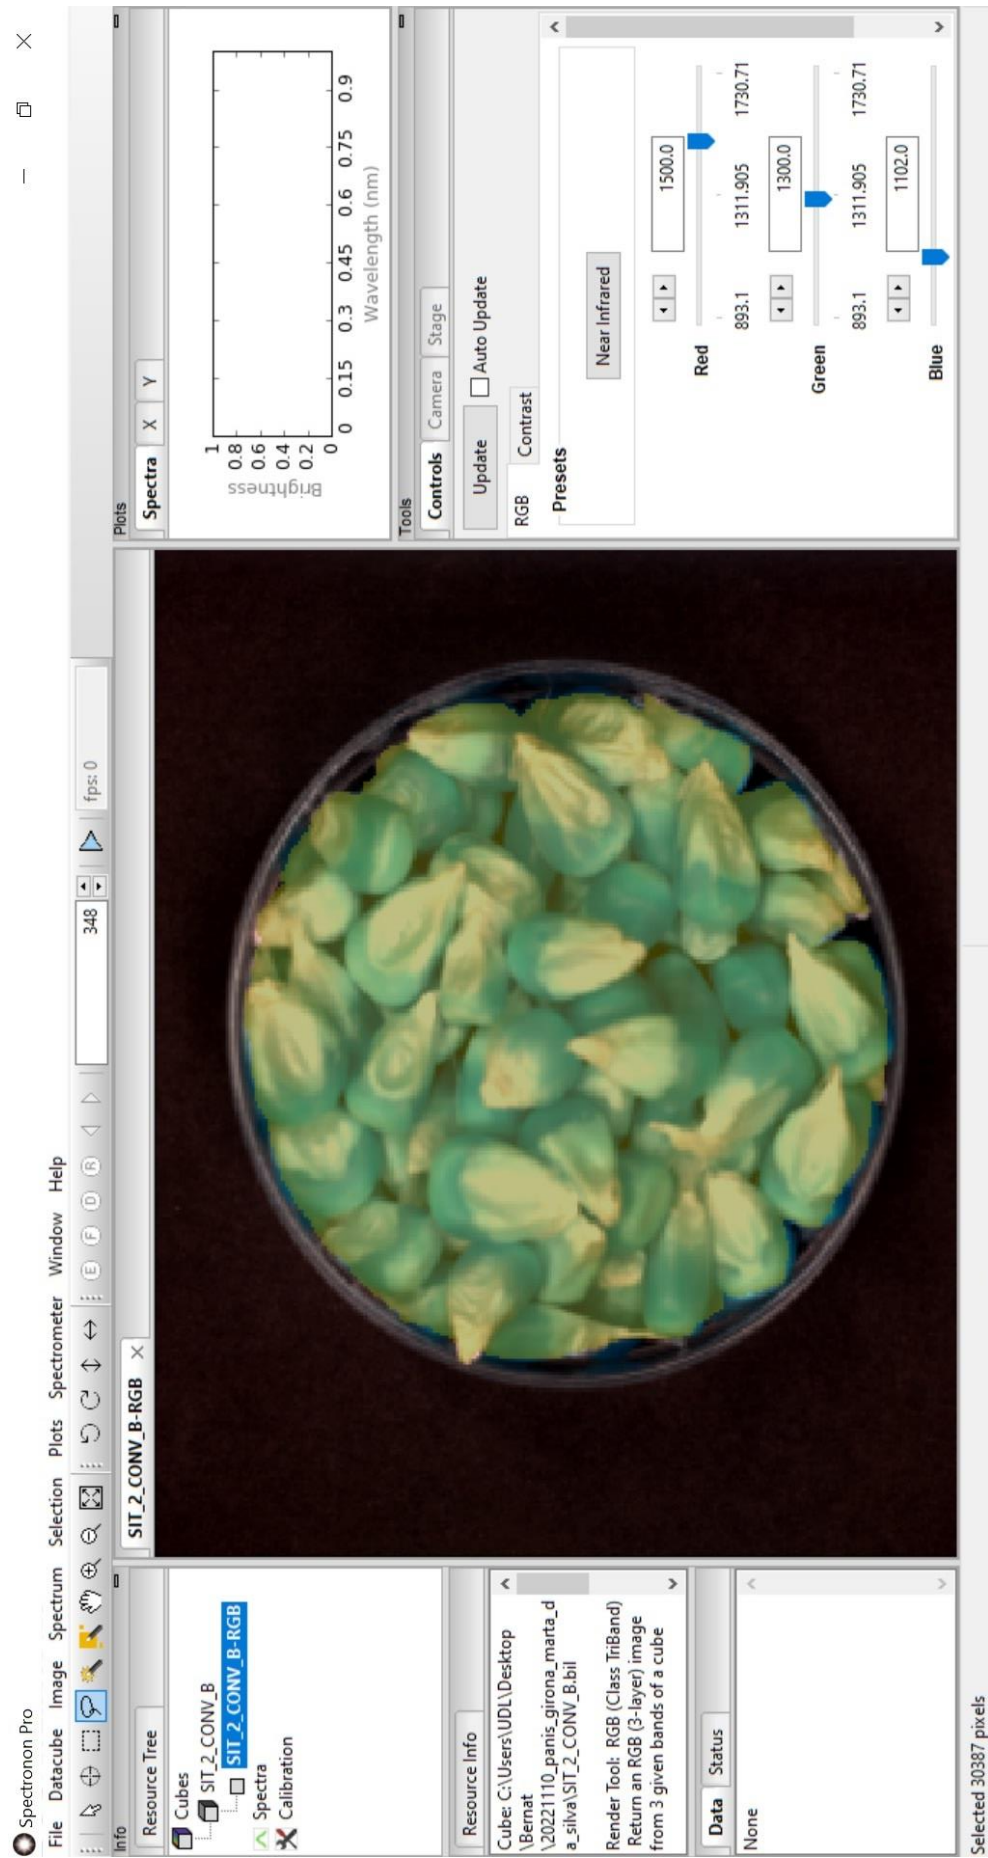 Spectronon Pro
File Datacube Image Spectrum Selection Plots Spectrometer Window Help
E F D R 348 fps: 0
Info
Resource Tree
Cubes
SIT_2_CONV_B
SIT_2_CONV_B-RGB
Spectra
Calibration
Resource Info
Cube: C:\Users\UDL\Desktop
\Bernat
\20221110_panis_girona_marta_d
a_silva\SIT_2_CONV_B.bil
Render Tool: RGB (Class TriBand)
Return an RGB (3-layer) image
from 3 given bands of a cube
Data Status
None
SIT_2_CONV_B-RGB
Plots
Spectra X Y
Brightness
1
0.8
0.6
0.4
0.2
0
0 0.15 0.3 0.45 0.6 0.75 0.9
Wavelength (nm)
Tools
Controls Camera Stage
Update Auto Update
RGB Contrast
Presets
Near Infrared
1500.0
Red
893.1 1311.905 1730.71
1300.0
Green
893.1 1311.905 1730.71
1102.0
Blue
Selected 30387 pixels